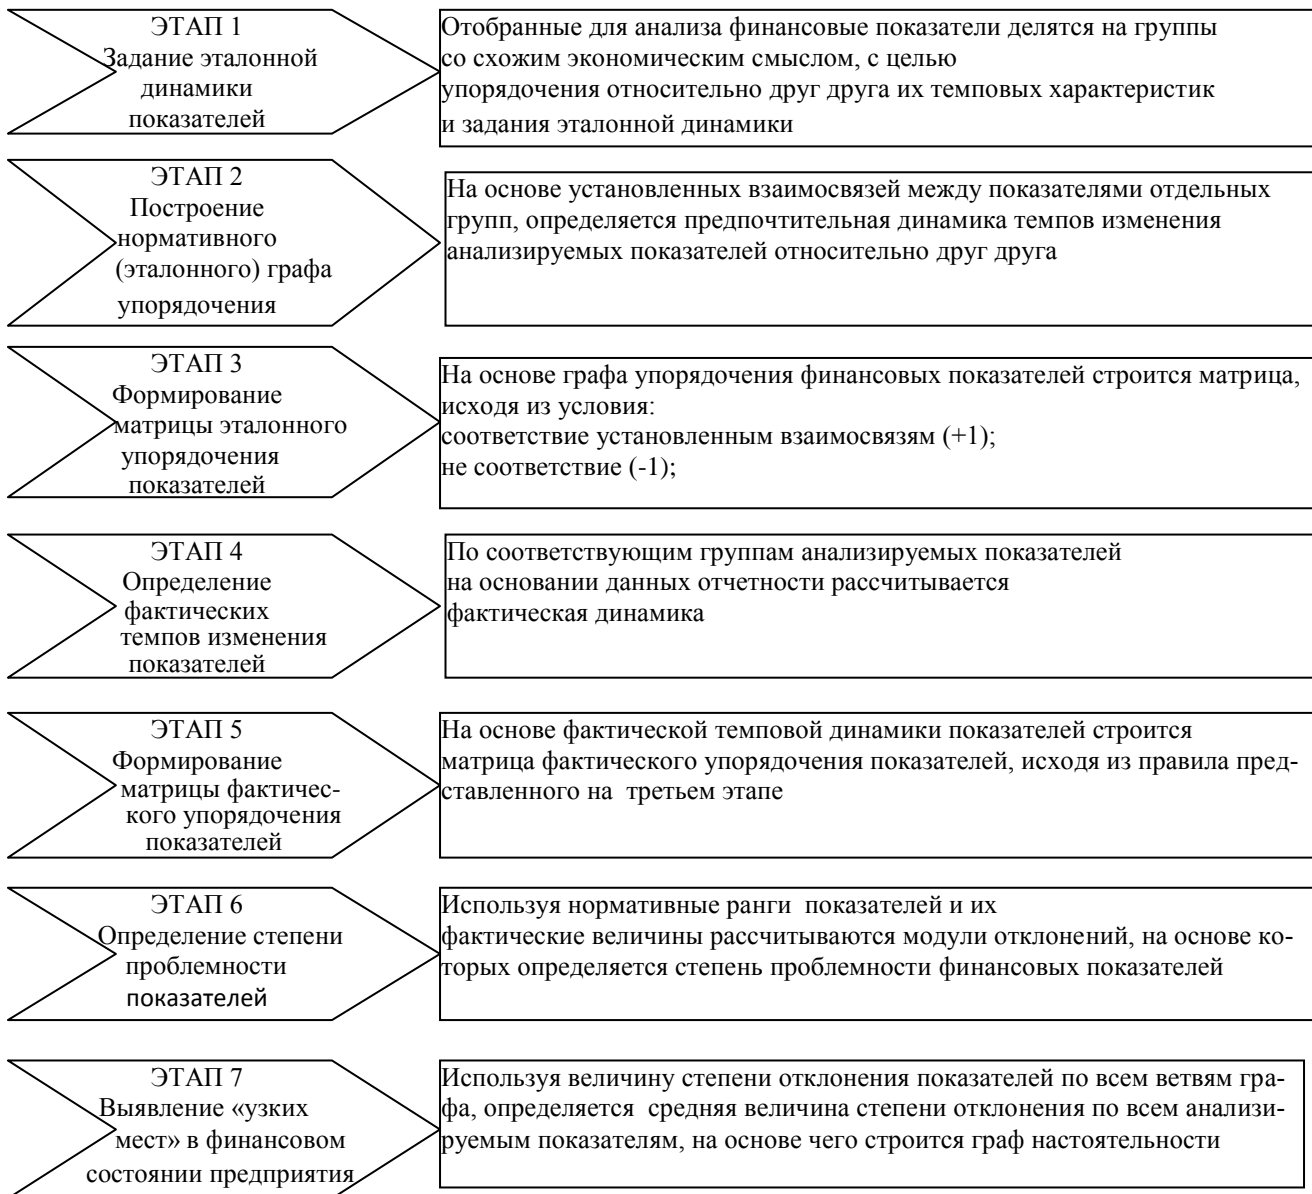 ЭТАП 1
Задание эталонной
динамики
показателей
Отобранные для анализа финансовые показатели делятся на группы
со схожим экономическим смыслом, с целью
упорядочения относительно друг друга их темповых характеристик
и задания эталонной динамики
ЭТАП 2
Построение
нормативного
(эталонного) графа
упорядочения
На основе установленных взаимосвязей между показателями отдельных
групп, определяется предпочтительная динамика темпов изменения
анализируемых показателей относительно друг друга
ЭТАП 3
Формирование
матрицы эталонного
упорядочения
показателей
На основе графа упорядочения финансовых показателей строится матрица,
исходя из условия:
соответствие установленным взаимосвязям (+1);
не соответствие (-1);
ЭТАП 4
Определение
фактических
темпов изменения
показателей
По соответствующим группам анализируемых показателей
на основании данных отчетности рассчитывается
фактическая динамика
ЭТАП 5
Формирование
матрицы фактичес-
кого упорядочения
показателей
На основе фактической темповой динамики показателей строится
матрица фактического упорядочения показателей, исходя из правила пред-
ставленного на  третьем этапе
ЭТАП 6
Определение степени
проблемности
показателей
Используя нормативные ранги  показателей и их
фактические величины рассчитываются модули отклонений, на основе ко-
торых определяется степень проблемности финансовых показателей
ЭТАП 7
Выявление «узких
мест» в финансовом
состоянии предприятия
Используя величину степени отклонения показателей по всем ветвям гра-
фа, определяется  средняя величина степени отклонения по всем анализи-
руемым показателям, на основе чего строится граф настоятельности